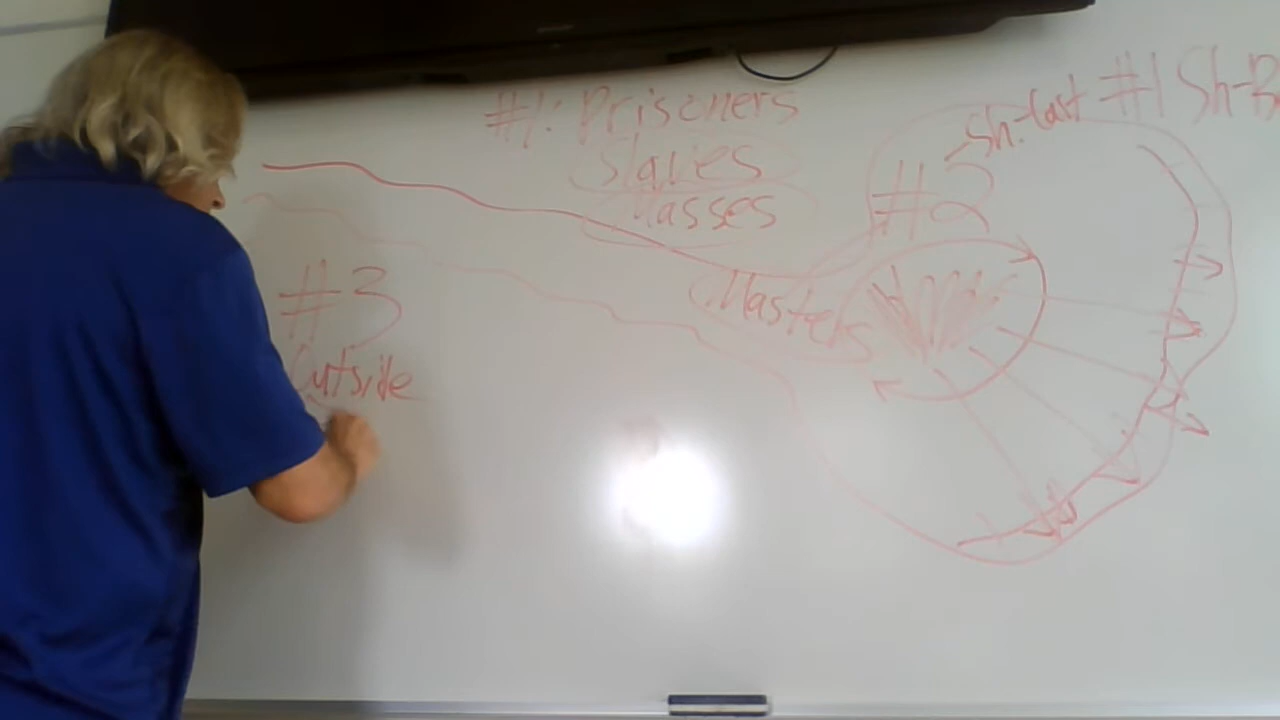 #1: Prisoners
Slaves
Masses
Sh-Cast
#1 Sh-B
#2
Masters
#3
Outside